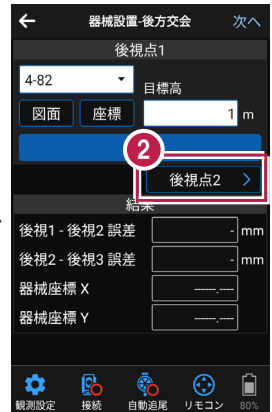 ← 器械設置-後方交会 次へ
後視点1
4-82
目標高
図面 座標 1 m
2
後視点2 >
結果
後視1 - 後視2 誤差 - mm
後視2 - 後視3 誤差 - mm
器械座標 X ------.----
器械座標 Y ------.----
観測設定 接続 自動追尾 リモコン 80%